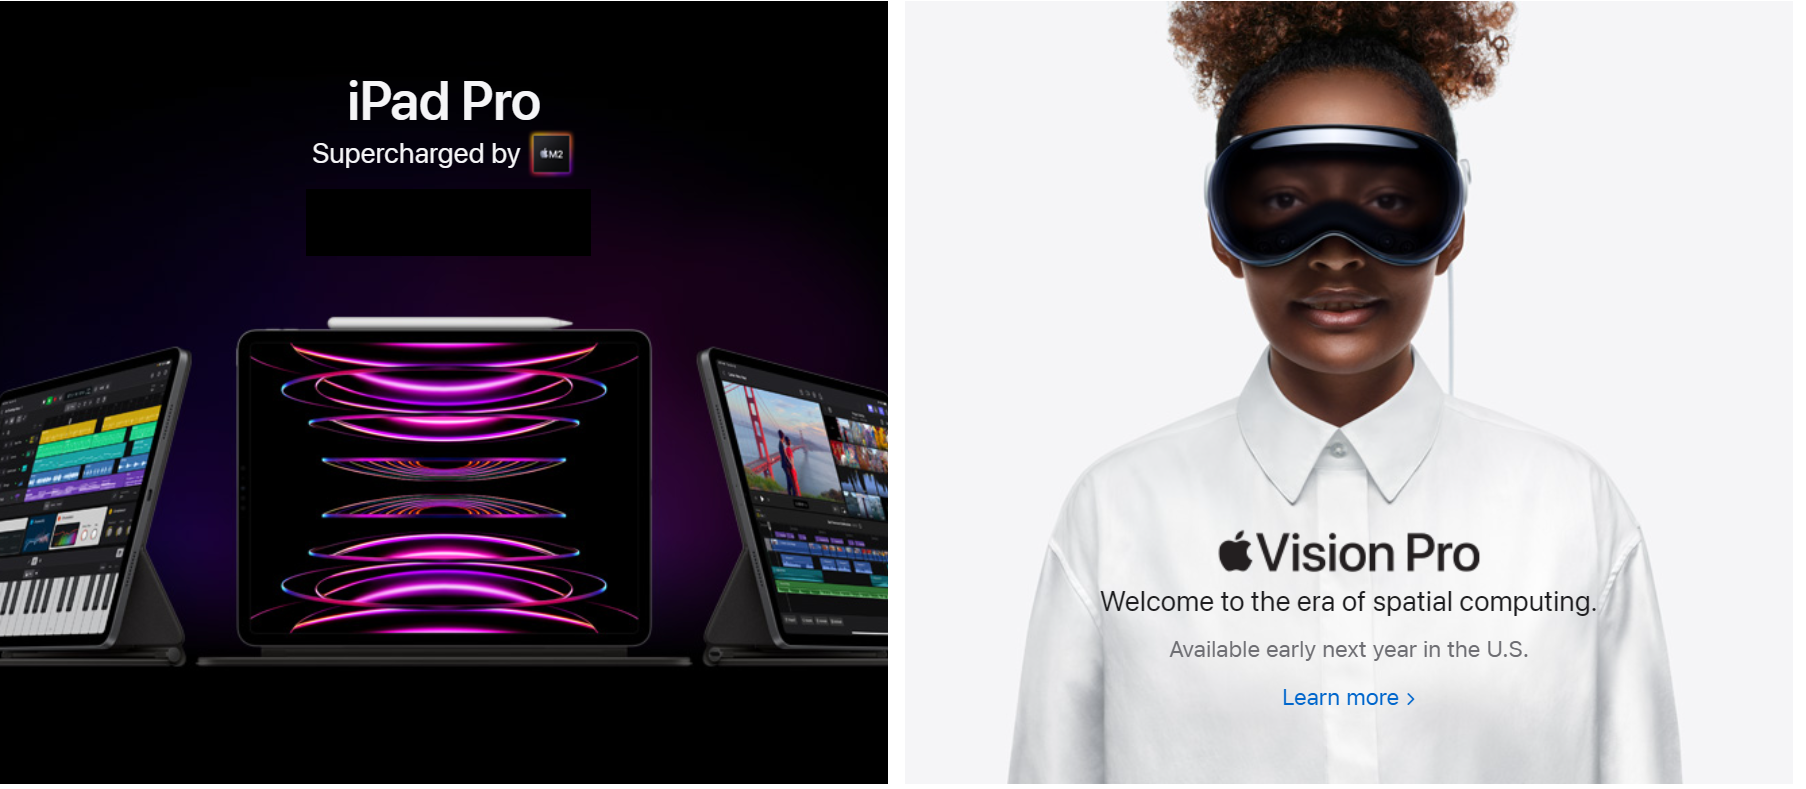 iPad Pro
Supercharged by M2
Vision Pro
Welcome to the era of spatial computing.
Available early next year in the U.S.
Learn more >